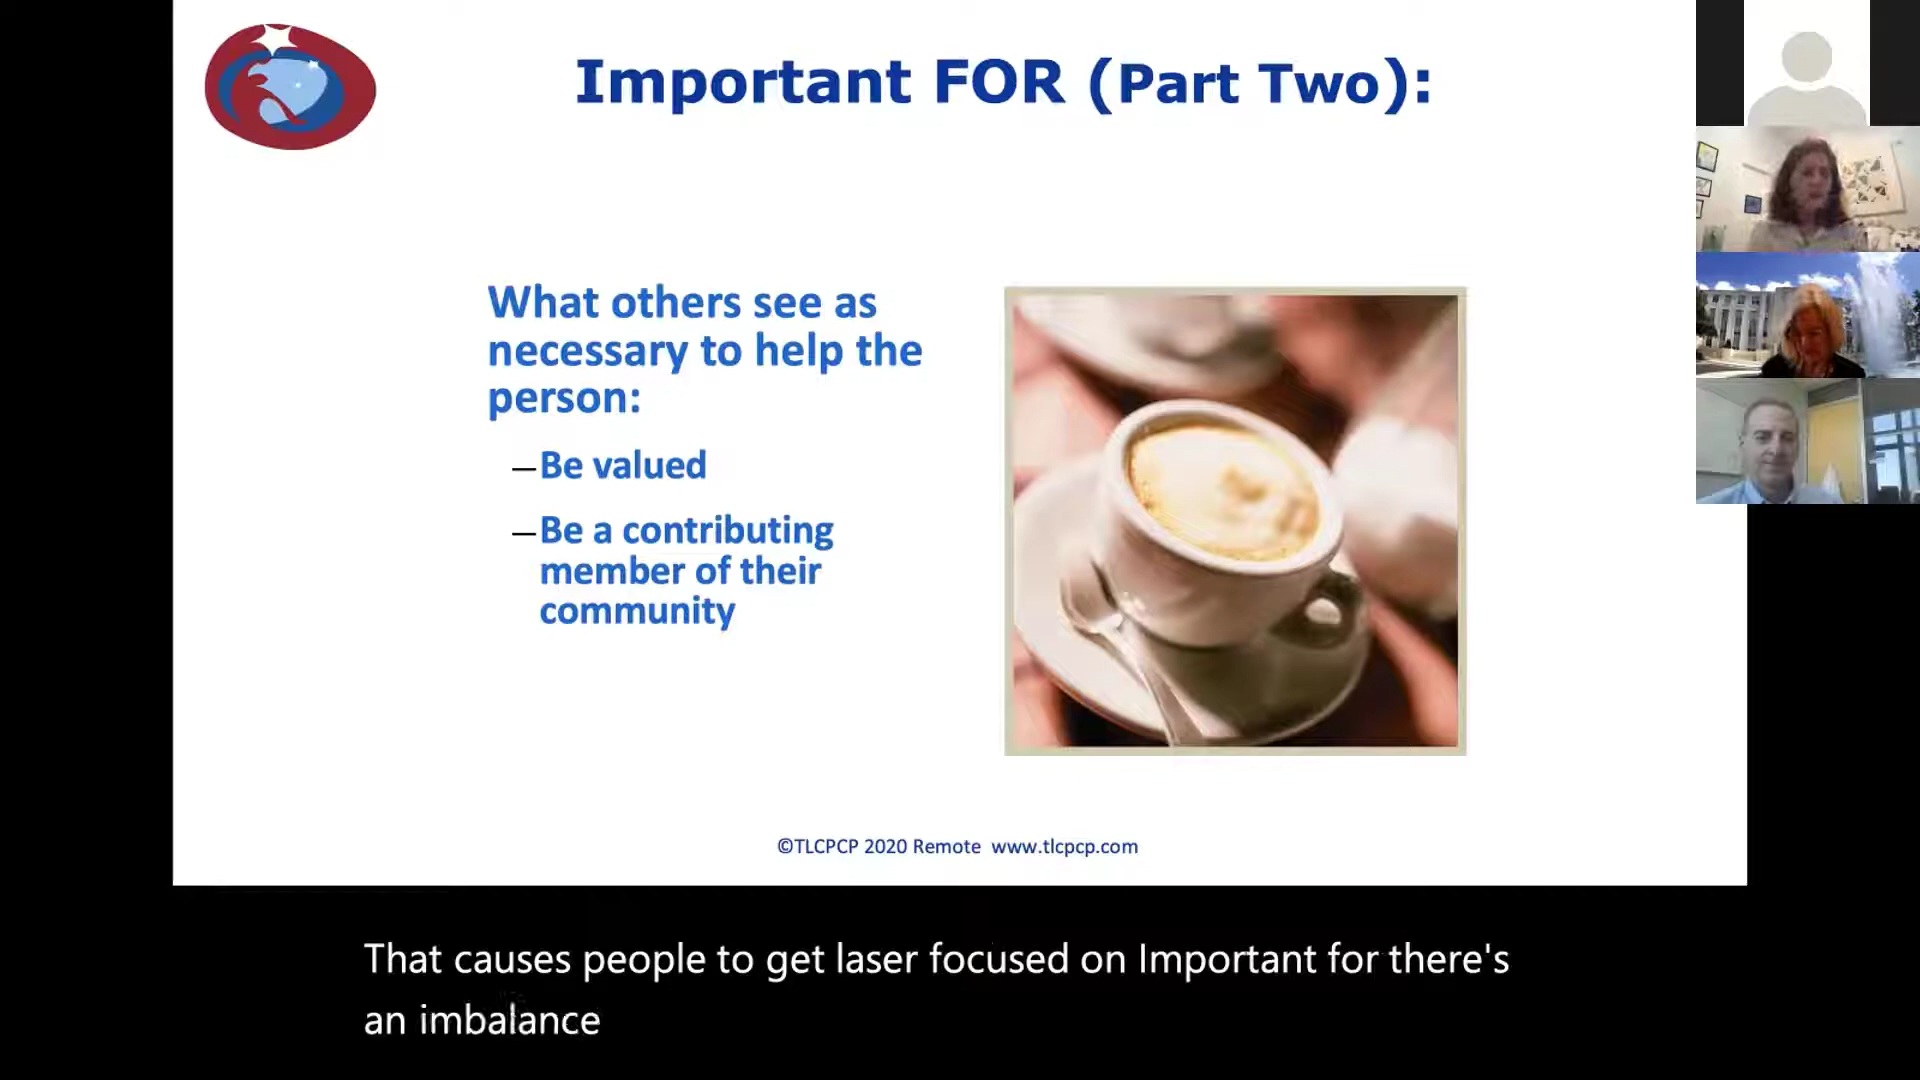 Important FOR (Part Two):
What others see as
necessary to help the
person:
—Be valued
—Be a contributing
member of their
community
©TLCPCP 2020 Remote www.tlcpcp.com
That causes people to get laser focused on Important for there's
an imbalance